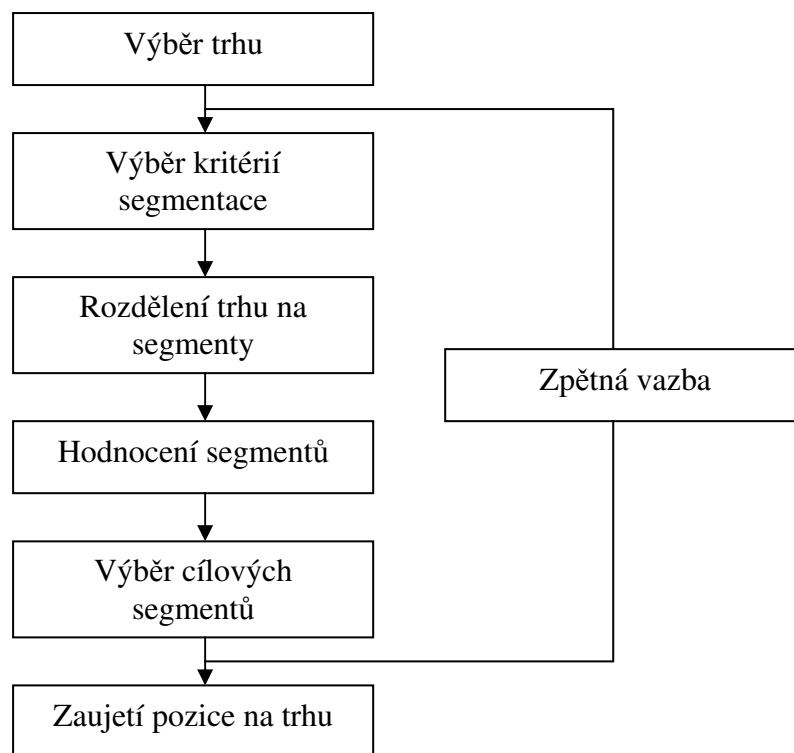 Výběr trhu
Výběr kritérií
segmentace
Rozdělení trhu na
segmenty
Zpětná vazba
Hodnocení segmentů
Výběr cílových
segmentů
Zaujetí pozice na trhu